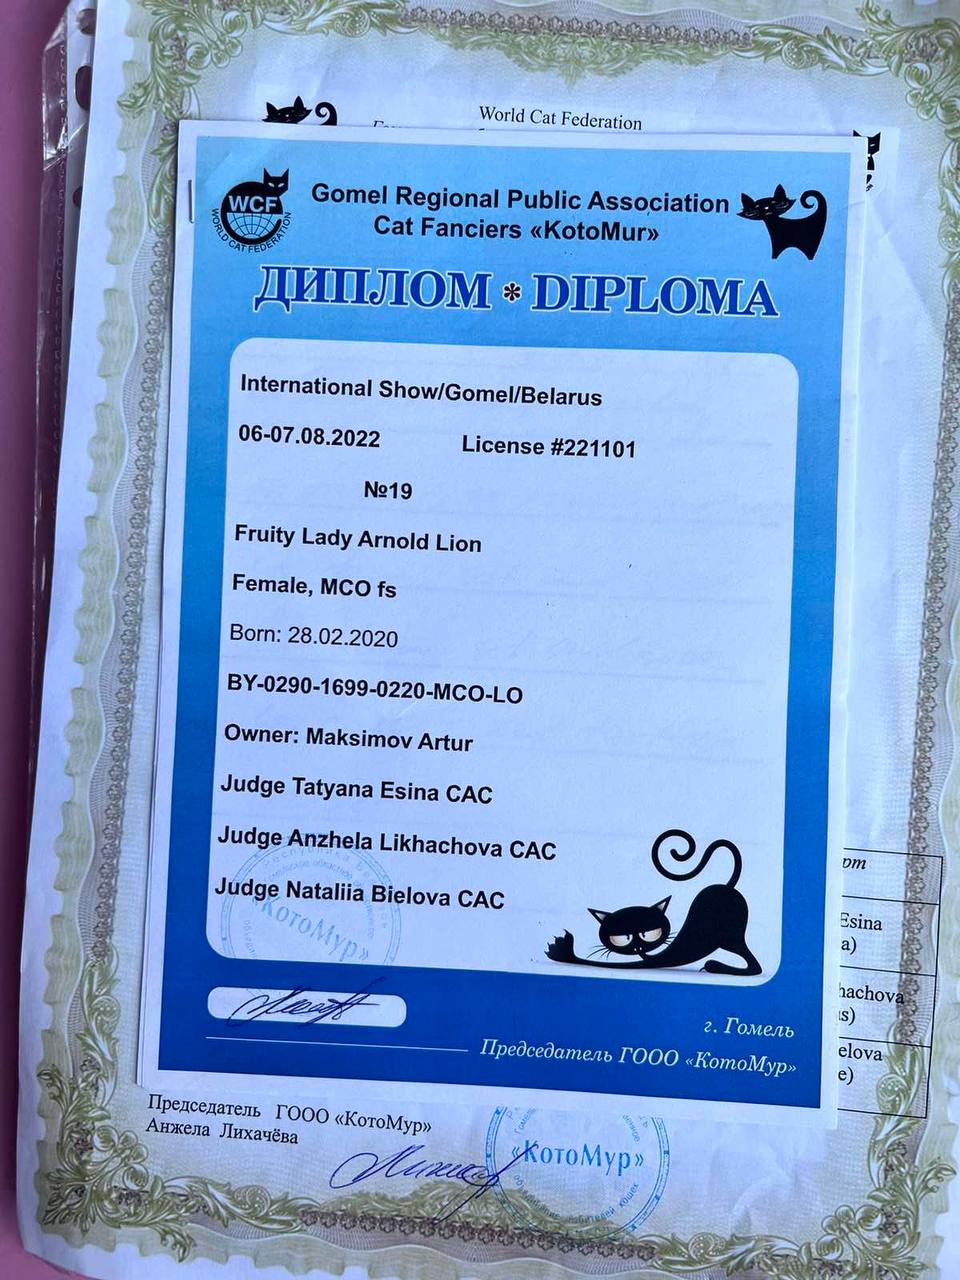 World Cat Federation
WCF
WORLD CAT FEDERATION
Gomel Regional Public Association
Cat Fanciers «KotoMur»
ДИПЛОМ * DIPLOMA
International Show/Gomel/Belarus
06-07.08.2022 License #221101
№19
Fruity Lady Arnold Lion
Female, MCO fs
Born: 28.02.2020
BY-0290-1699-0220-MCO-LO
Owner: Maksimov Artur
Judge Tatyana Esina CAC
Judge Anzhela Likhachova CAC
Judge Nataliia Bielova CAC
«КотоМур»
г. Гомель
Председатель ГООО «КотоМур»
рт
Esina
a)
hachova
s)
elova
e)
Председатель ГООО «КотоМур»
Анжела Лихачёва
«КотоМур»